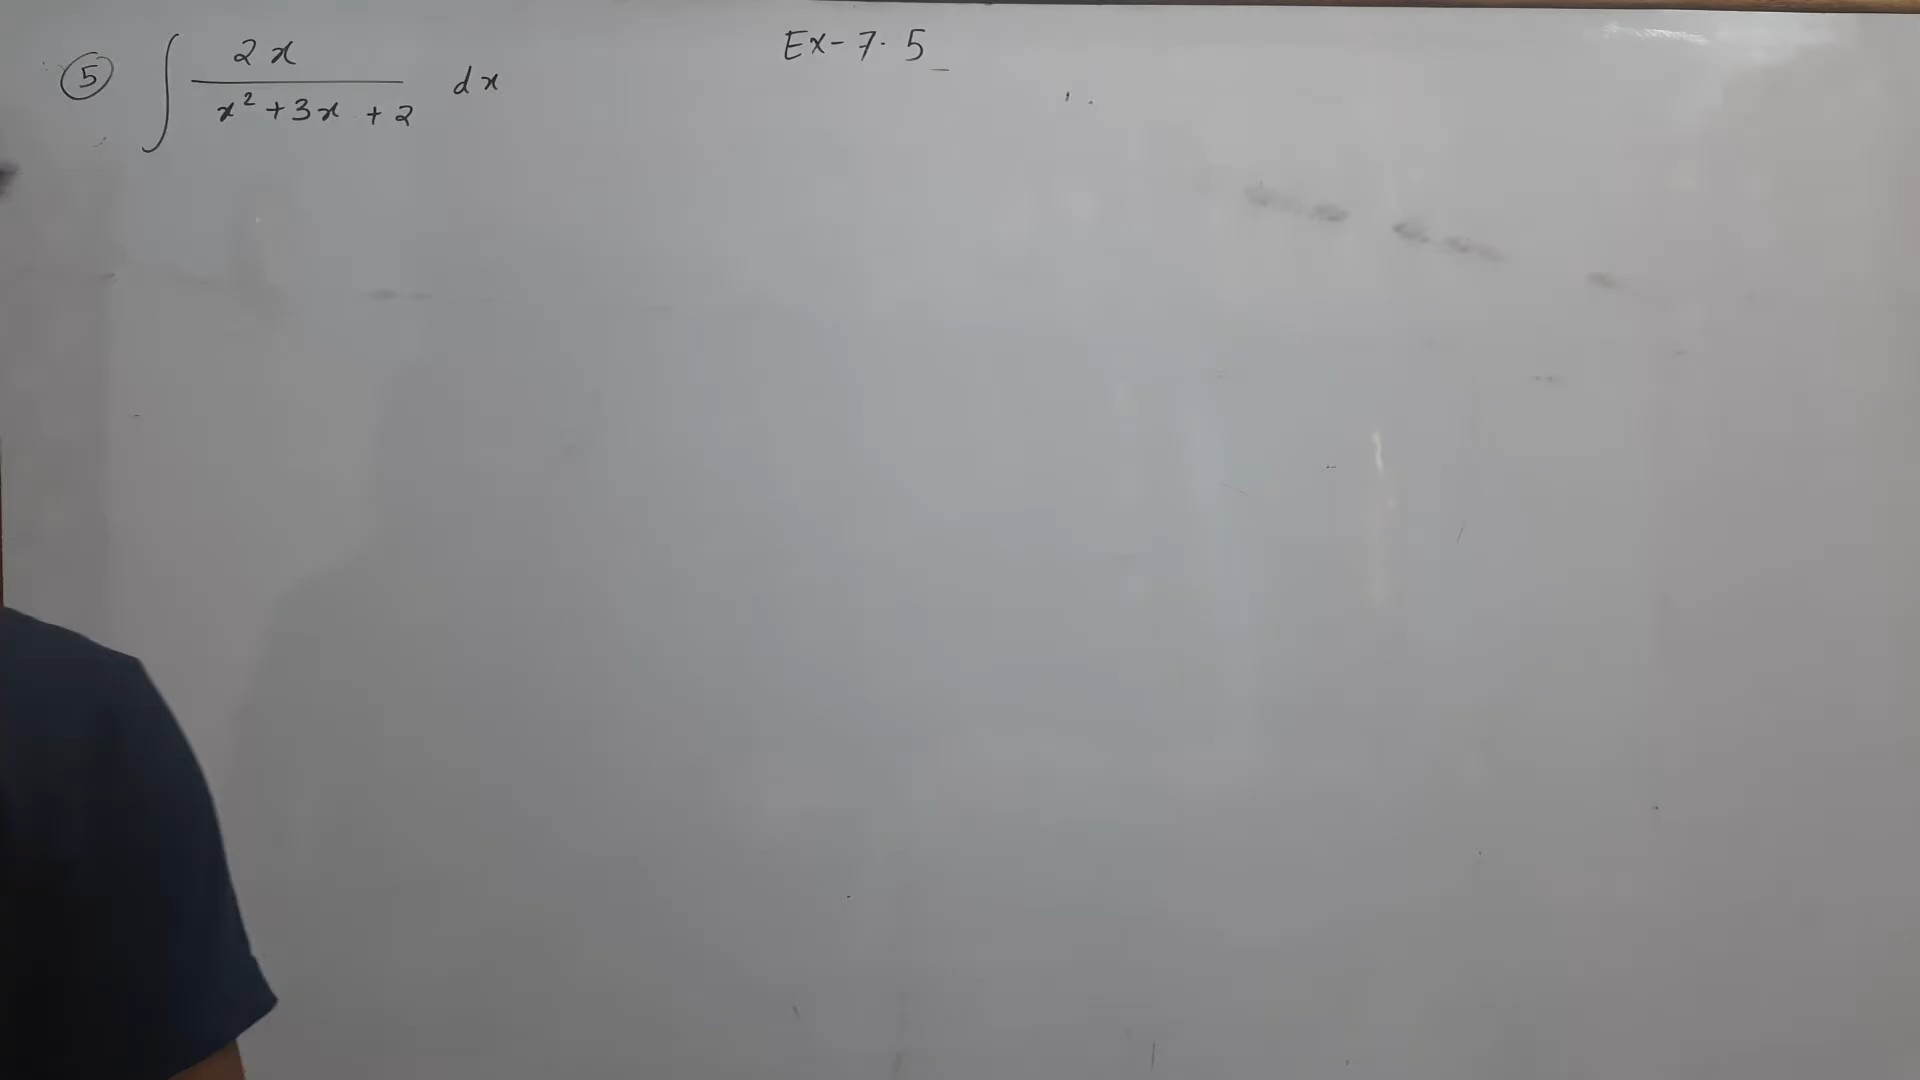 Ex-7.5
⑤ ∫ 2x / (x²+3x+2) dx